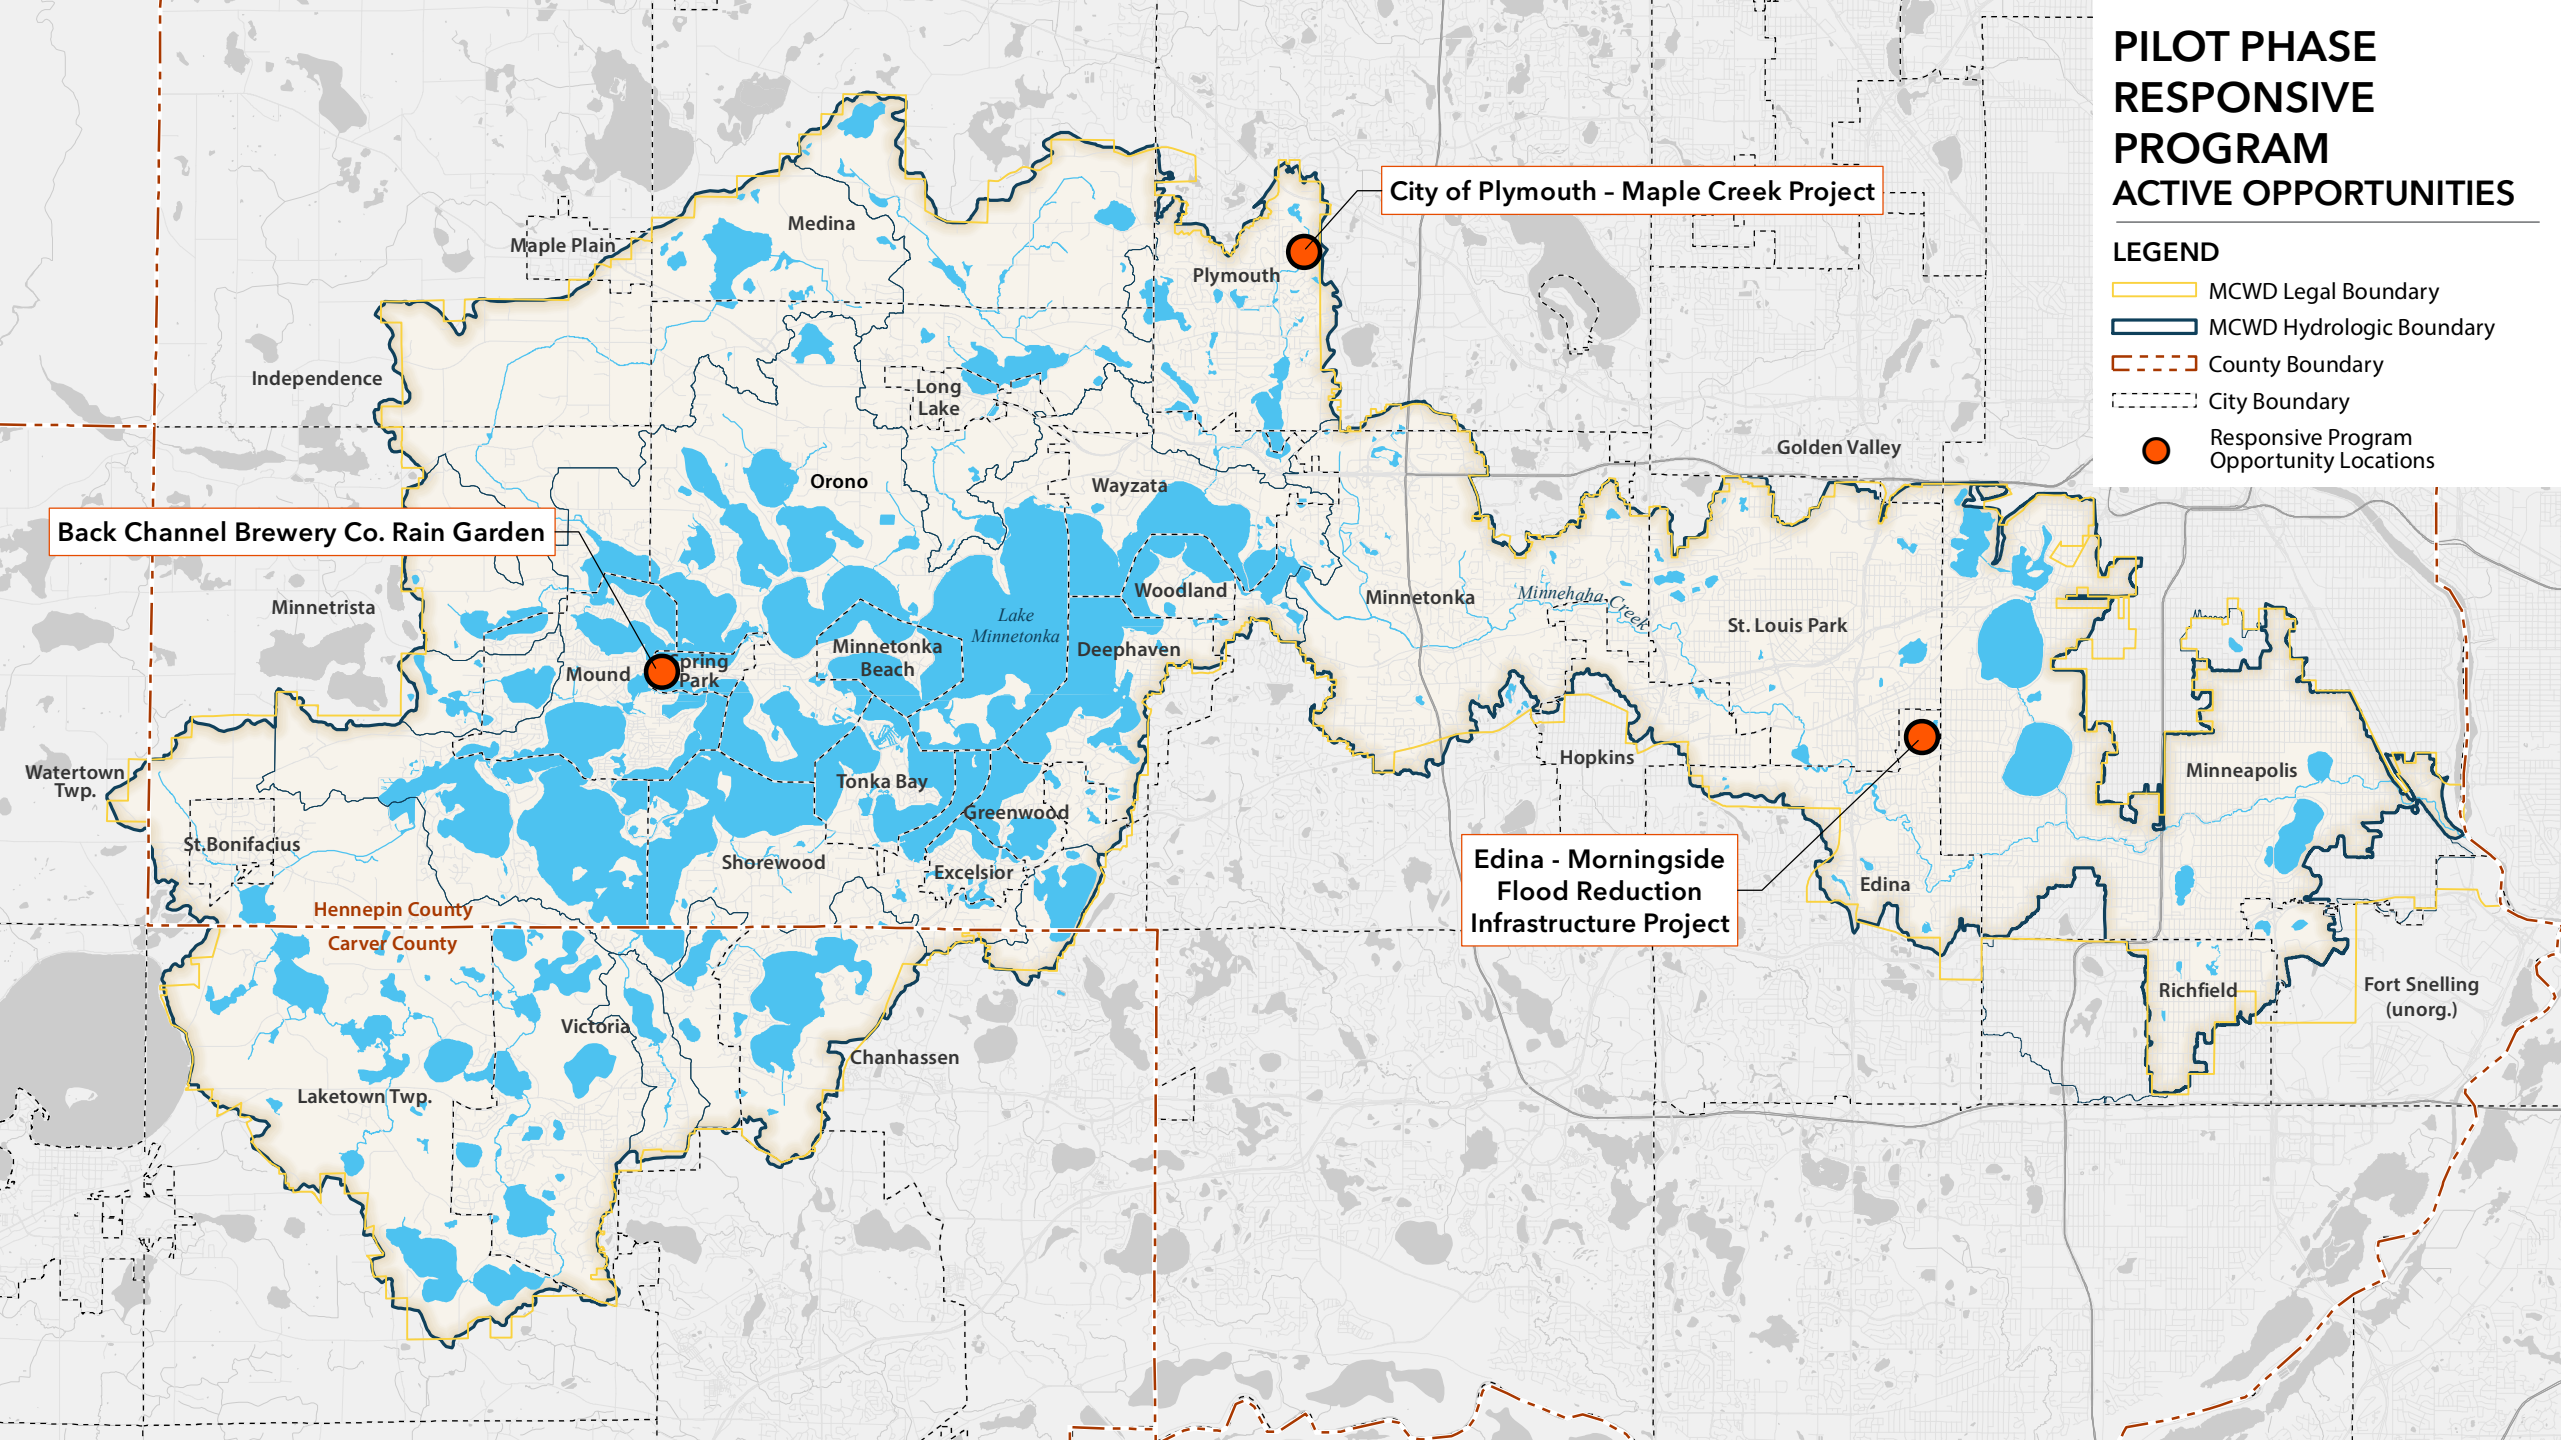 PILOT PHASE
RESPONSIVE
PROGRAM
ACTIVE OPPORTUNITIES
LEGEND
MCWD Legal Boundary
MCWD Hydrologic Boundary
County Boundary
City Boundary
Responsive Program
Opportunity Locations
City of Plymouth – Maple Creek Project
Medina
Maple Plain
Plymouth
Independence
Long
Lake
Golden Valley
Orono
Wayzata
Back Channel Brewery Co. Rain Garden
Woodland
Minnetonka
Minnehaha Creek
Minnetrista
Lake
Minnetonka
St. Louis Park
Minnetonka
Beach
Deephaven
Mound
Spring
Park
Hopkins
Watertown
Twp.
Tonka Bay
Minneapolis
Greenwood
St.Bonifacius
Shorewood
Excelsior
Edina - Morningside
Flood Reduction
Infrastructure Project
Edina
Hennepin County
Carver County
Richfield
Fort Snelling
(unorg.)
Victoria
Chanhassen
Laketown Twp.